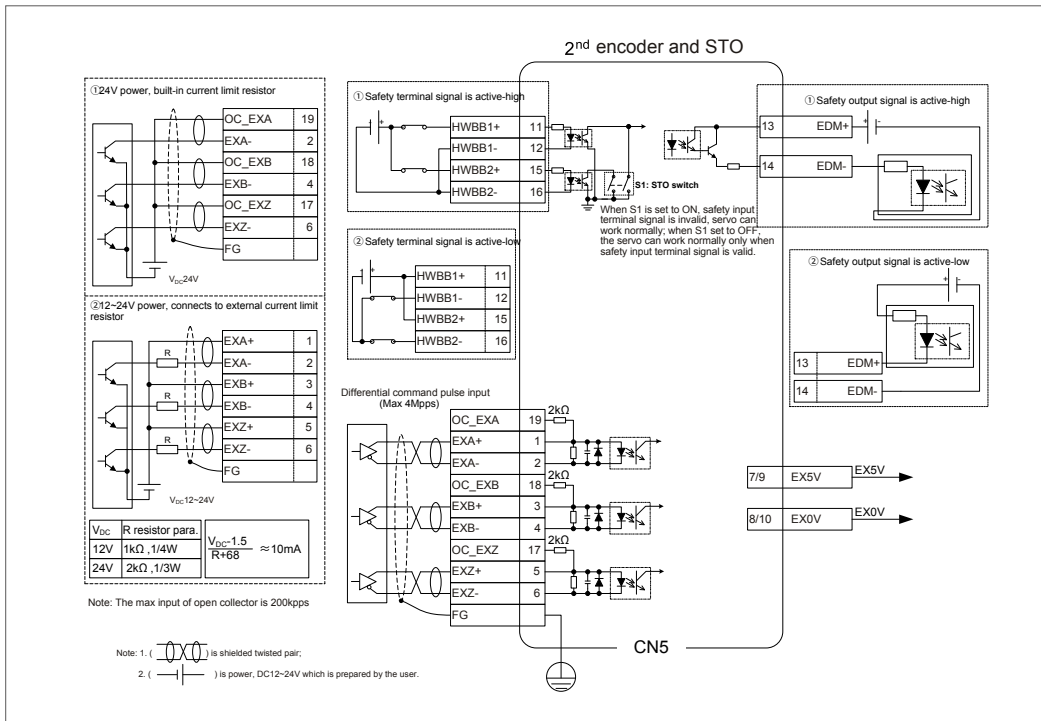 2nd encoder and STO
①24V power, built-in current limit resistor
OC_EXA 19
EXA- 2
OC_EXB 18
EXB- 4
OC_EXZ 17
EXZ- 6
FG
VDC24V
②12~24V power, connects to external current limit
resistor
EXA+ 1
R EXA- 2
EXB+ 3
R EXB- 4
EXZ+ 5
R EXZ- 6
FG
VDC12~24V
VDC R resistor para.
12V 1kΩ ,1/4W
24V 2kΩ ,1/3W
VDC-1.5
R+68
≈10mA
Note: The max input of open collector is 200kpps
Note: 1. ( ) is shielded twisted pair;
2. ( ) is power, DC12~24V which is prepared by the user.
① Safety terminal signal is active-high
HWBB1+ 11
HWBB1- 12
HWBB2+ 15
HWBB2- 16
S1: STO switch
When S1 is set to ON, safety input
terminal signal is invalid, servo can
work normally; when S1 set to OFF,
the servo can work normally only when
safety input terminal signal is valid.
② Safety terminal signal is active-low
HWBB1+ 11
HWBB1- 12
HWBB2+ 15
HWBB2- 16
Differential command pulse input
(Max 4Mpps)
OC_EXA 19 2kΩ
EXA+ 1
EXA- 2
OC_EXB 18 2kΩ
EXB+ 3
EXB- 4
OC_EXZ 17 2kΩ
EXZ+ 5
EXZ- 6
FG
CN5
① Safety output signal is active-high
13 EDM+ + -
14 EDM-
② Safety output signal is active-low
+ -
13 EDM+
14 EDM-
7/9 EX5V EX5V
8/10 EX0V EX0V